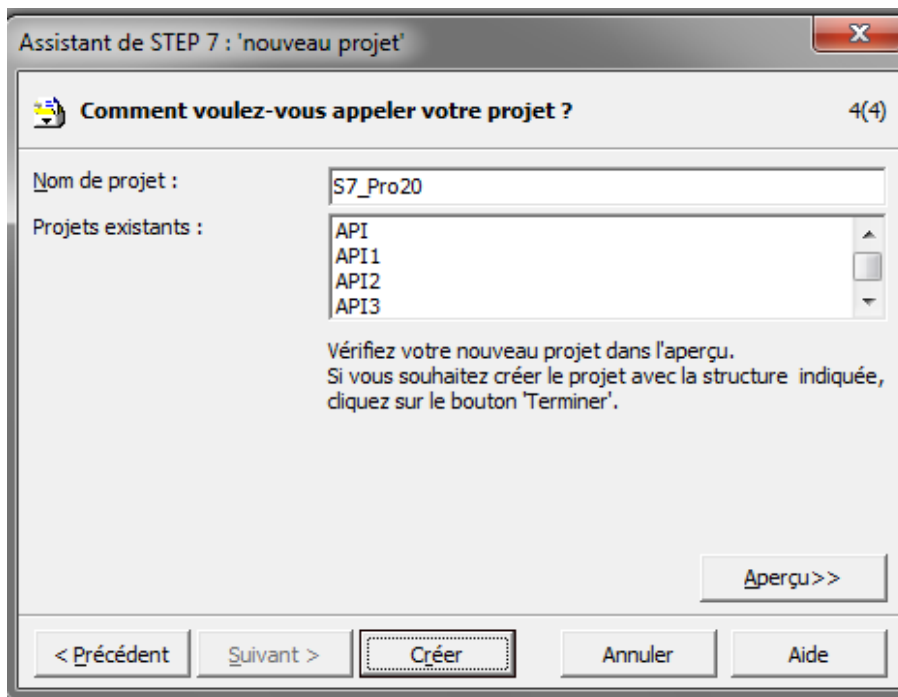 Assistant de STEP 7 : 'nouveau projet'
Comment voulez-vous appeler votre projet ? 4(4)
Nom de projet : S7_Pro20
Projets existants : API
API1
API2
API3
Vérifiez votre nouveau projet dans l'aperçu.
Si vous souhaitez créer le projet avec la structure indiquée,
cliquez sur le bouton 'Terminer'.
Aperçu>>
< Précédent Suivant > Créer Annuler Aide